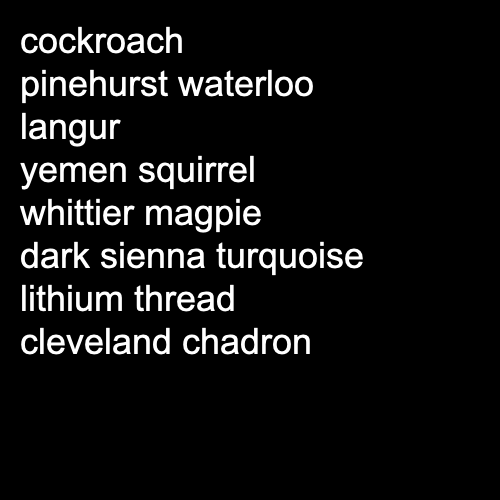 cockroach
pinehurst waterloo
langur
yemen squirrel
whittier magpie
dark sienna turquoise
lithium thread
cleveland chadron